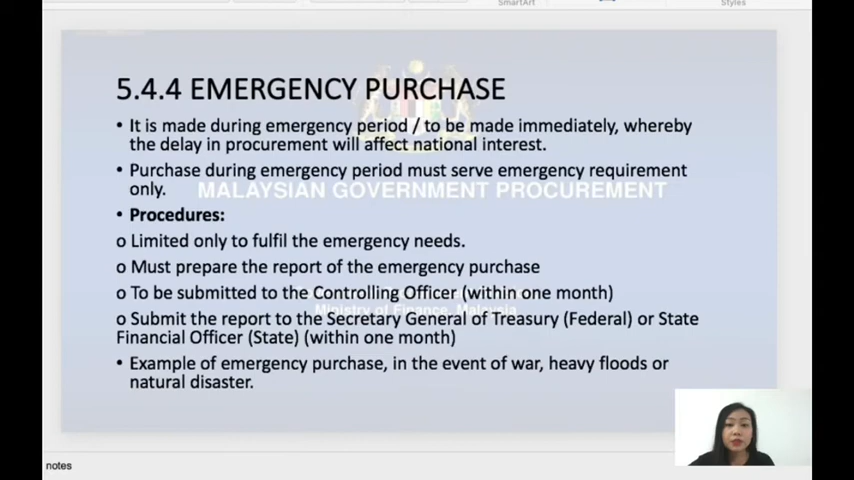 SmartArt
Styles
5.4.4 EMERGENCY PURCHASE
• It is made during emergency period / to be made immediately, whereby
the delay in procurement will affect national interest.
• Purchase during emergency period must serve emergency requirement
only.
MALAYSIAN GOVERNMENT PROCUREMENT
• Procedures:
o Limited only to fulfil the emergency needs.
o Must prepare the report of the emergency purchase
o To be submitted to the Controlling Officer (within one month)
Ministry of Finance, Malaysia
o Submit the report to the Secretary General of Treasury (Federal) or State
Financial Officer (State) (within one month)
• Example of emergency purchase, in the event of war, heavy floods or
natural disaster.
notes